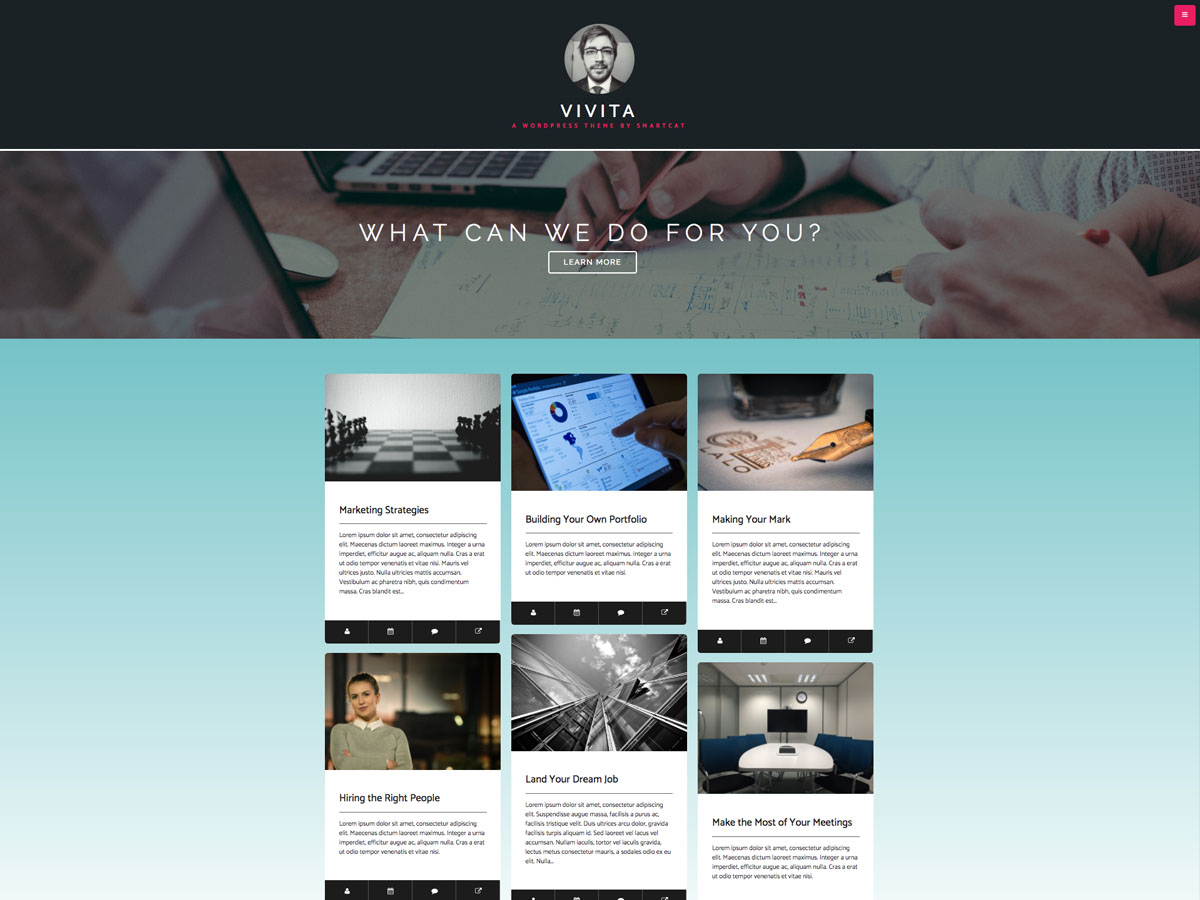 VIVITA
A WORDPRESS THEME BY SMARTCAT
WHAT CAN WE DO FOR YOU?
LEARN MORE
Marketing Strategies
Lorem ipsum dolor sit amet, consectetur adipiscing
elit. Maecenas dictum laoreet maximus. Integer a urna
imperdiet, efficitur augue ac, aliquam nulla. Cras a erat
ut odio tempor venenatis et vitae nisi. Mauris vel
ultrices justo. Nulla ultricies mattis accumsan.
Vestibulum ac pharetra nibh, quis condimentum
massa. Cras blandit est...
Building Your Own Portfolio
Lorem ipsum dolor sit amet, consectetur adipiscing
elit. Maecenas dictum laoreet maximus. Integer a urna
imperdiet, efficitur augue ac, aliquam nulla. Cras a erat
ut odio tempor venenatis et vitae nisi.
Making Your Mark
Lorem ipsum dolor sit amet, consectetur adipiscing
elit. Maecenas dictum laoreet maximus. Integer a urna
imperdiet, efficitur augue ac, aliquam nulla. Cras a erat
ut odio tempor venenatis et vitae nisi. Mauris vel
ultrices justo. Nulla ultricies mattis accumsan.
Vestibulum ac pharetra nibh, quis condimentum
massa. Cras blandit est...
Hiring the Right People
Lorem ipsum dolor sit amet, consectetur adipiscing
elit. Maecenas dictum laoreet maximus. Integer a urna
imperdiet, efficitur augue ac, aliquam nulla. Cras a erat
ut odio tempor venenatis et vitae nisi.
Land Your Dream Job
Lorem ipsum dolor sit amet, consectetur adipiscing
elit. Suspendisse augue massa, facilisis a purus ac,
facilisis tristique velit. Duis ultrices arcu dolor, gravida
facilisis turpis aliquam id. Sed laoreet vel lacus vel
accumsan. Nullam iaculis, tortor vel iaculis gravida,
lectus metus consectetur mauris, a sodales odio ex eu
elit. Nulla...
Make the Most of Your Meetings
Lorem ipsum dolor sit amet, consectetur adipiscing
elit. Maecenas dictum laoreet maximus. Integer a urna
imperdiet, efficitur augue ac, aliquam nulla. Cras a erat
ut odio tempor venenatis et vitae nisi.